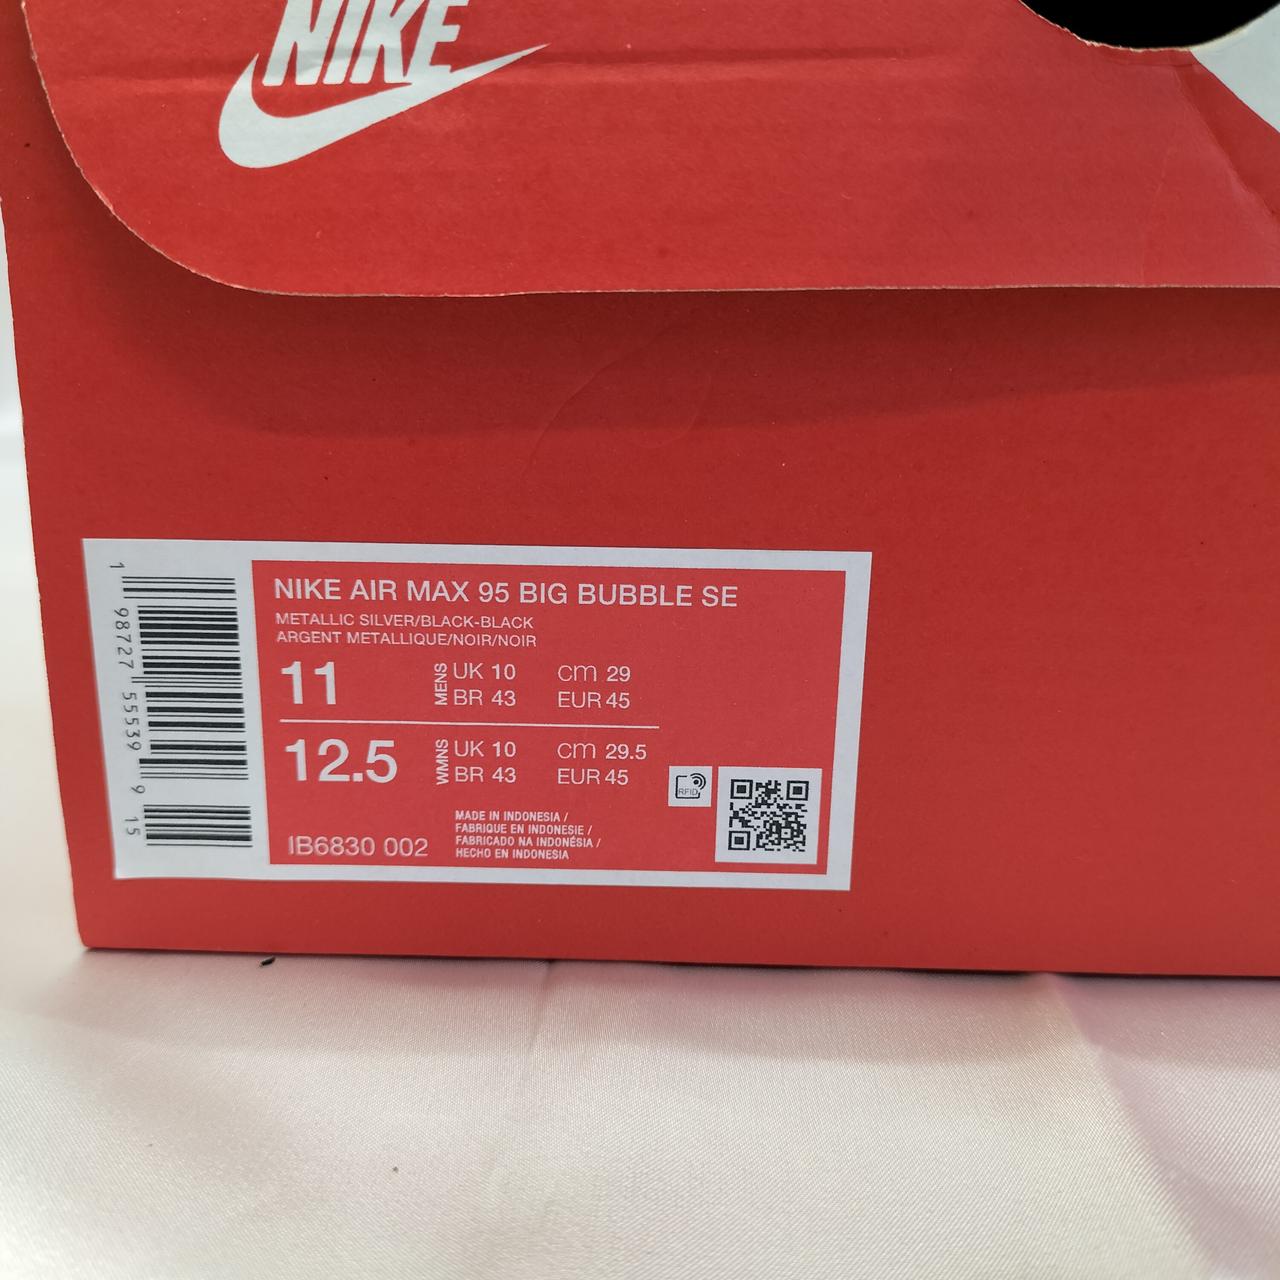 NIKE
NIKE AIR MAX 95 BIG BUBBLE SE
METALLIC SILVER/BLACK-BLACK
ARGENT METALLIQUE/NOIR/NOIR
11 MENS UK 10 cm 29
BR 43 EUR 45
12.5 WMNS UK 10 cm 29.5
BR 43 EUR 45
RFID
IB6830 002
MADE IN INDONESIA /
FABRIQUE EN INDONESIE /
FABRICADO NA INDONÉSIA /
HECHO EN INDONESIA
1 98727 55539 9 15